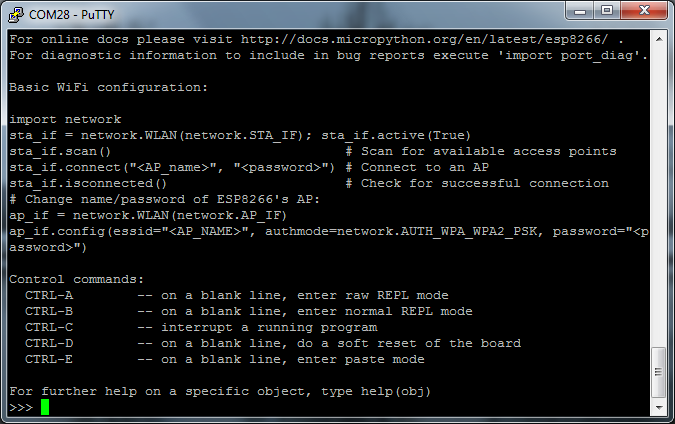 COM28 - PuTTY
For online docs please visit http://docs.micropython.org/en/latest/esp8266/ .
For diagnostic information to include in bug reports execute 'import port_diag'.
Basic WiFi configuration:
import network
sta_if = network.WLAN(network.STA_IF); sta_if.active(True)
sta_if.scan()                             # Scan for available access points
sta_if.connect("<AP_name>", "<password>") # Connect to an AP
sta_if.isconnected()                      # Check for successful connection
# Change name/password of ESP8266's AP:
ap_if = network.WLAN(network.AP_IF)
ap_if.config(essid="<AP_NAME>", authmode=network.AUTH_WPA_WPA2_PSK, password="<p
assword>")
Control commands:
  CTRL-A        -- on a blank line, enter raw REPL mode
  CTRL-B        -- on a blank line, enter normal REPL mode
  CTRL-C        -- interrupt a running program
  CTRL-D        -- on a blank line, do a soft reset of the board
  CTRL-E        -- on a blank line, enter paste mode
For further help on a specific object, type help(obj)
>>>